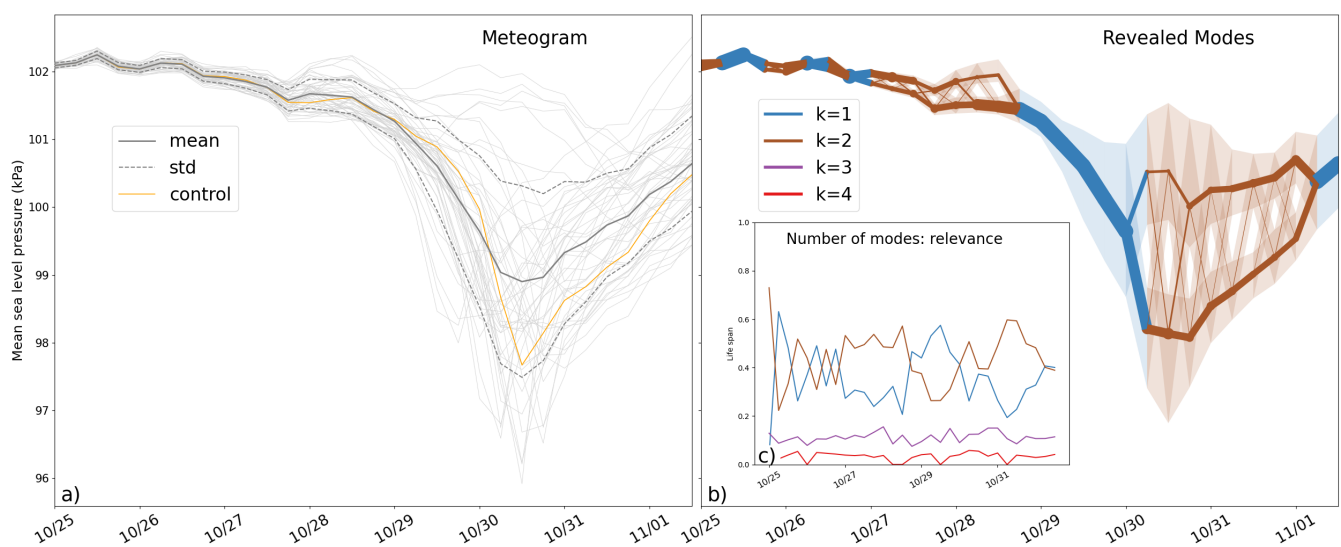 Meteogram
Mean sea level pressure (kPa)
102
101
100
99
98
97
96
mean
std
control
a)
10/25
10/26
10/27
10/28
10/29
10/30
10/31
11/01
Revealed Modes
k=1
k=2
k=3
k=4
b)
10/25
10/26
10/27
10/28
10/29
10/30
10/31
11/01
Number of modes: relevance
Life span
1.0
0.8
0.6
0.4
0.2
0.0
c)
10/25
10/27
10/29
10/31